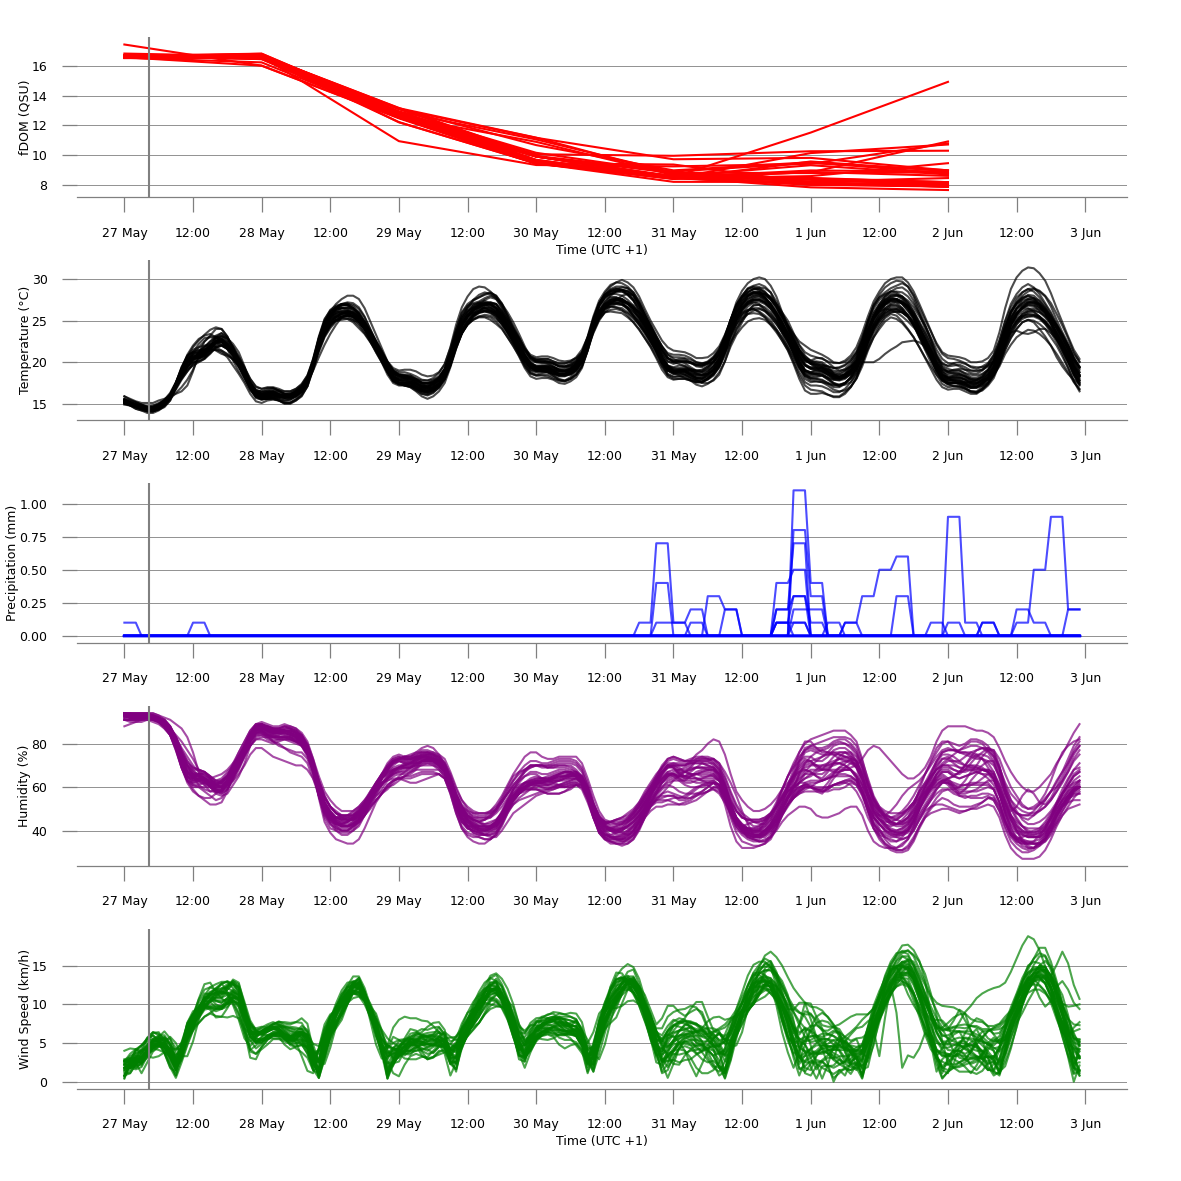 fDOM (QSU)
16
14
12
10
8
27 May 12:00 28 May 12:00 29 May 12:00 30 May 12:00 31 May 12:00 1 Jun 12:00 2 Jun 12:00 3 Jun
Time (UTC +1)
Temperature (°C)
30
25
20
15
27 May 12:00 28 May 12:00 29 May 12:00 30 May 12:00 31 May 12:00 1 Jun 12:00 2 Jun 12:00 3 Jun
Precipitation (mm)
1.00
0.75
0.50
0.25
0.00
27 May 12:00 28 May 12:00 29 May 12:00 30 May 12:00 31 May 12:00 1 Jun 12:00 2 Jun 12:00 3 Jun
Humidity (%)
80
60
40
27 May 12:00 28 May 12:00 29 May 12:00 30 May 12:00 31 May 12:00 1 Jun 12:00 2 Jun 12:00 3 Jun
Wind Speed (km/h)
15
10
5
0
27 May 12:00 28 May 12:00 29 May 12:00 30 May 12:00 31 May 12:00 1 Jun 12:00 2 Jun 12:00 3 Jun
Time (UTC +1)